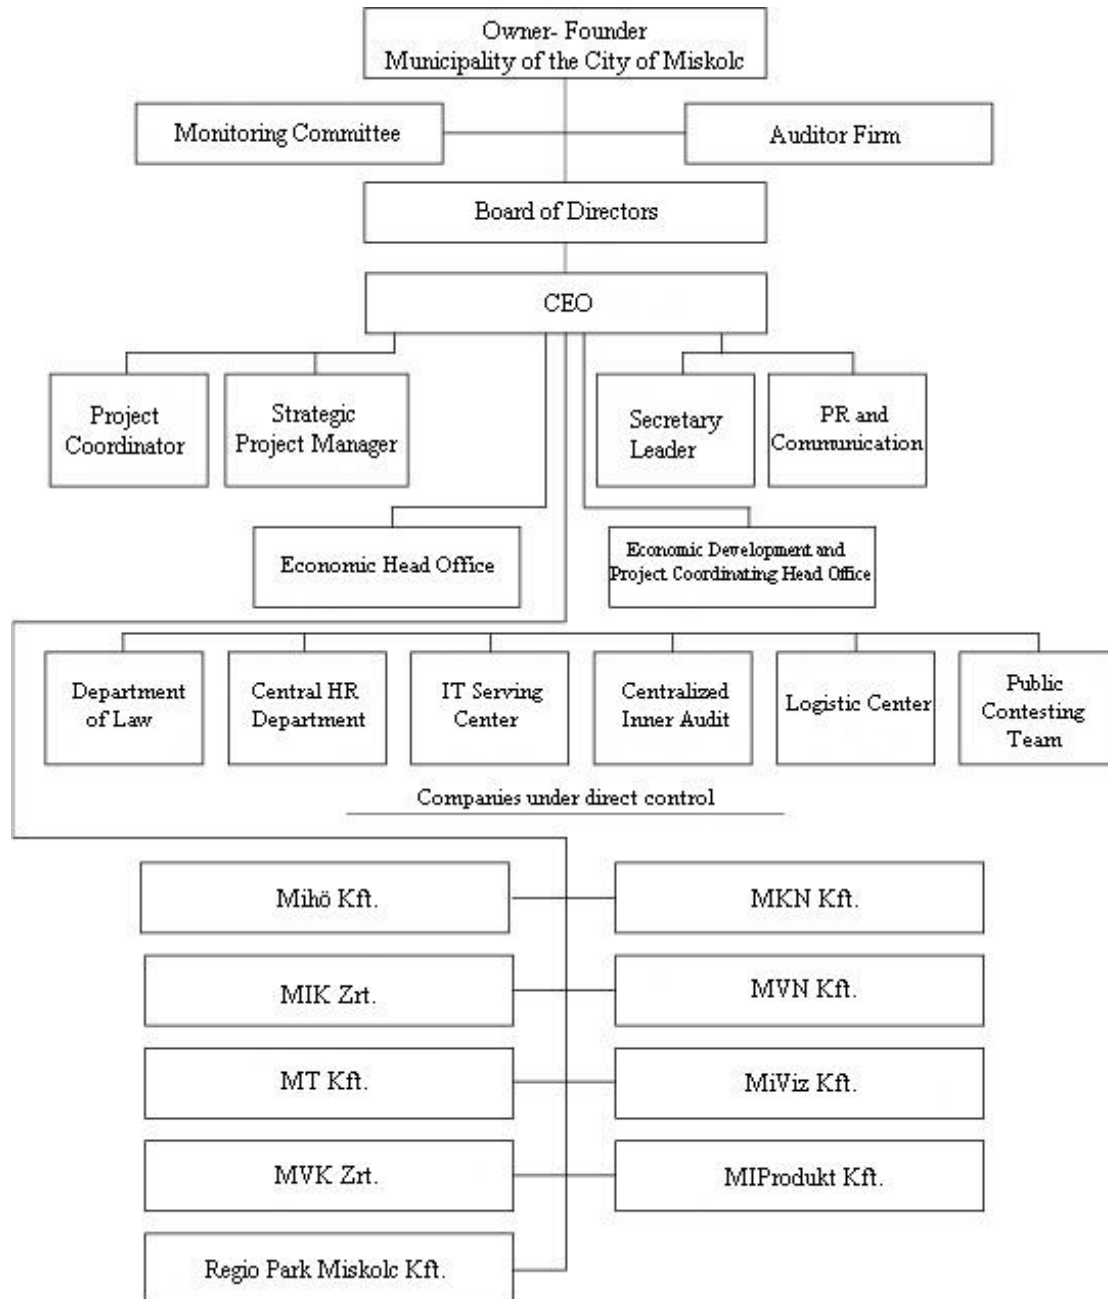 Owner- Founder
Municipality of the City of Miskolc
Monitoring Committee
Auditor Firm
Board of Directors
CEO
Project
Coordinator
Strategic
Project Manager
Secretary
Leader
PR and
Communication
Economic Head Office
Economic Development and
Project Coordinating Head Office
Department
of Law
Central HR
Department
IT Serving
Center
Centralized
Inner Audit
Logistic Center
Public
Contesting
Team
Companies under direct control
Mihö Kft.
MKN Kft.
MIK Zrt.
MVN Kft.
MT Kft.
MiViz Kft.
MVK Zrt.
MIProdukt Kft.
Regio Park Miskolc Kft.